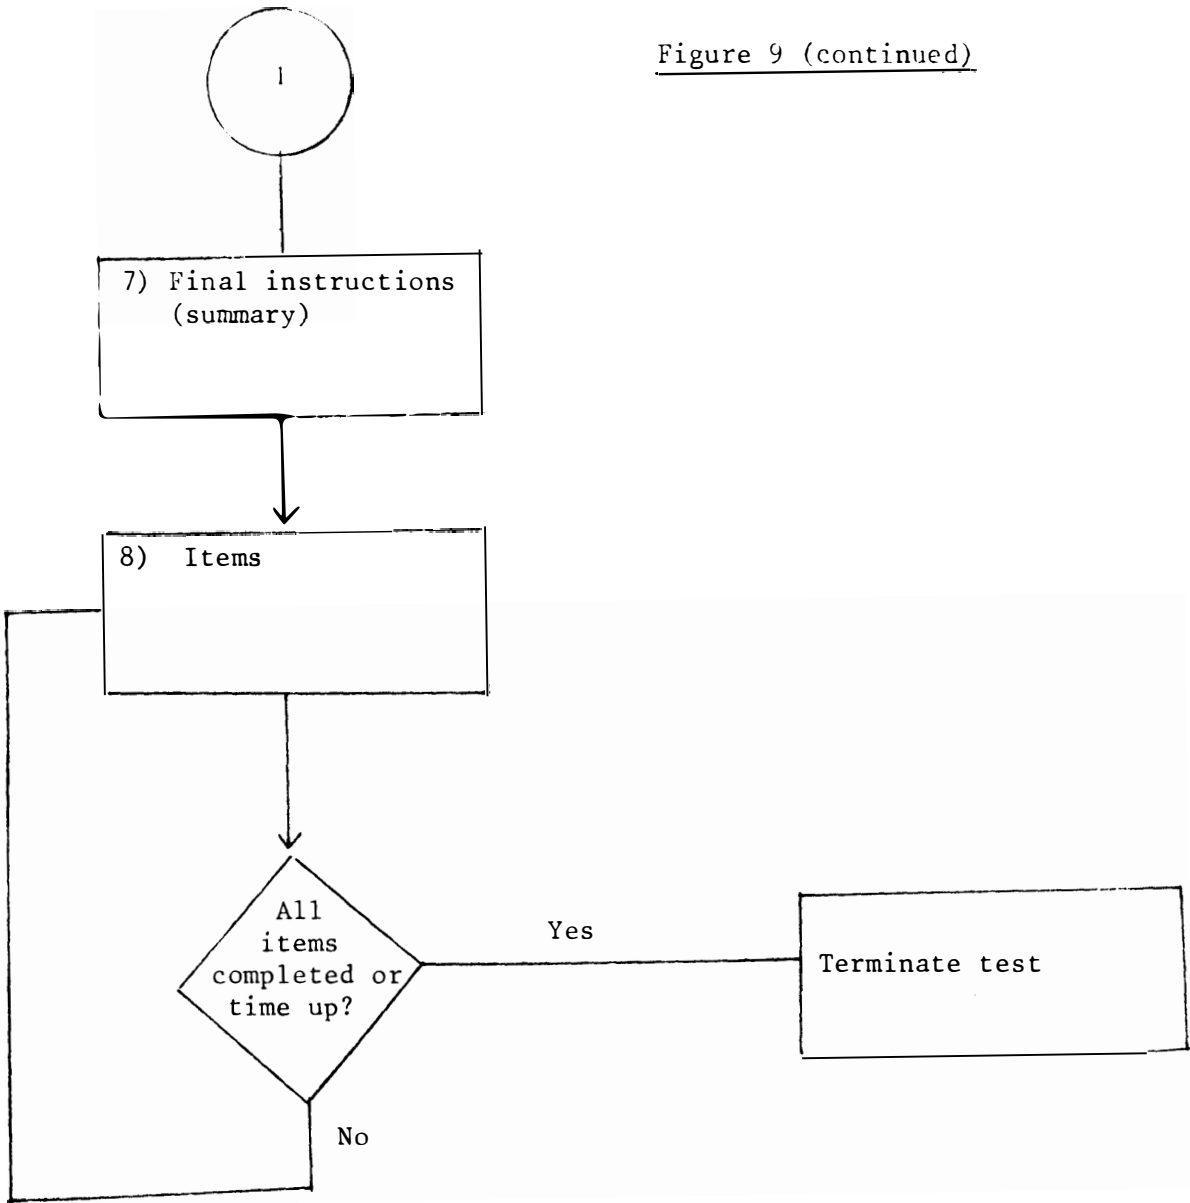 Figure 9 (continued)
1
7) Final instructions
(summary)
8) Items
All
items
completed or
time up?
Yes
Terminate test
No